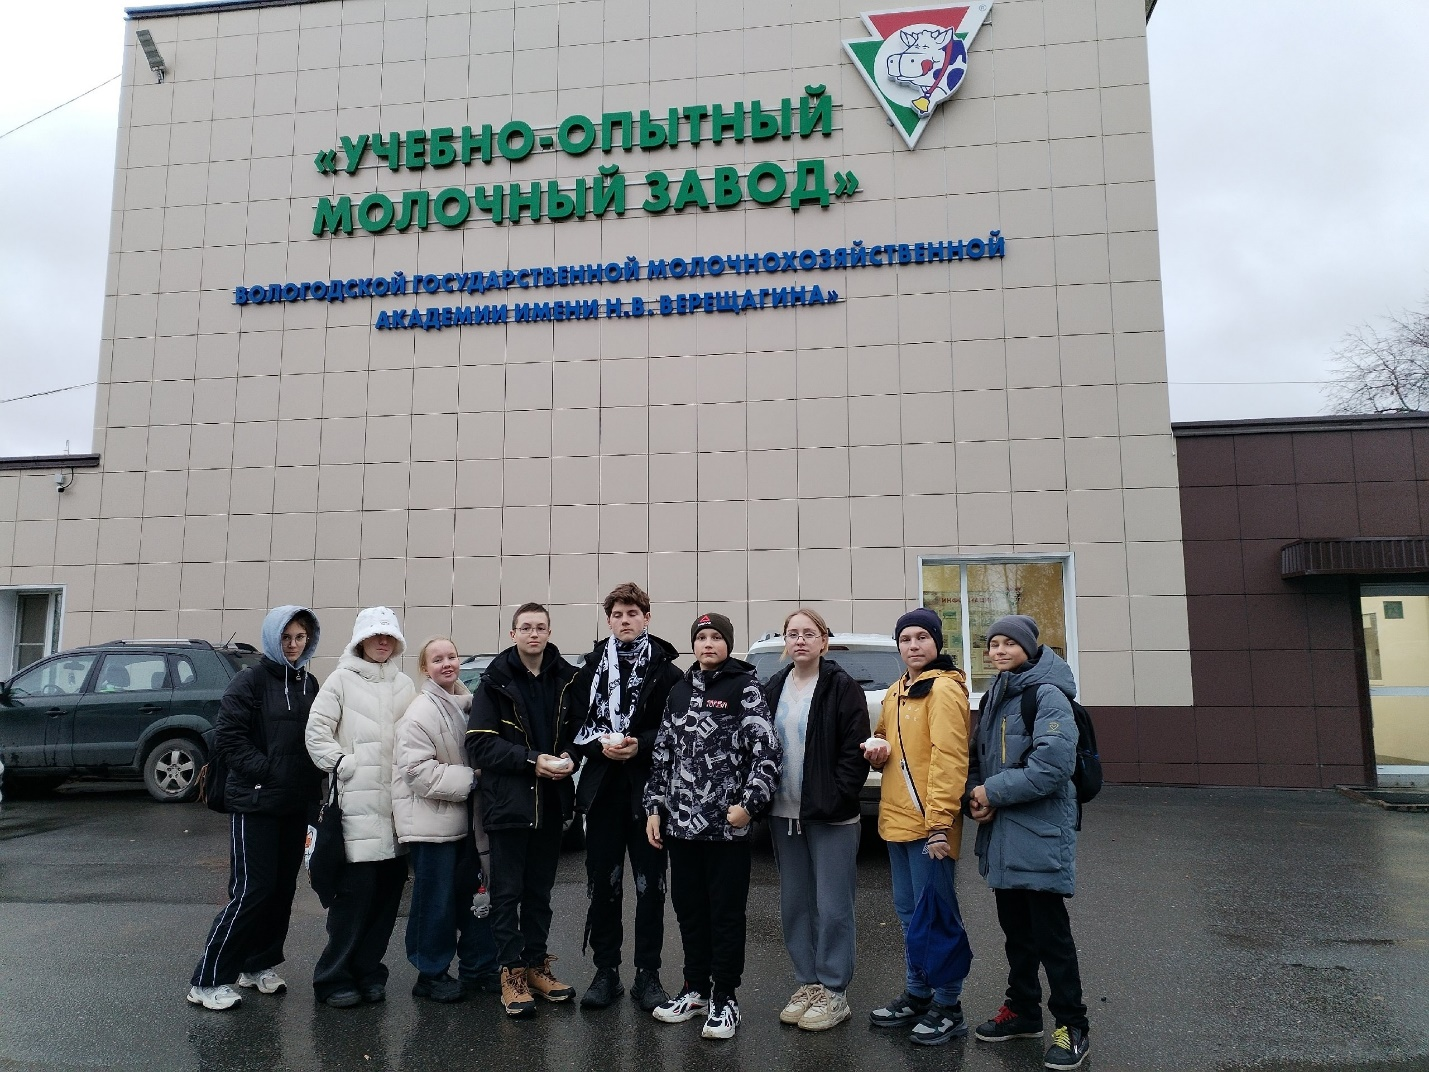 «УЧЕБНО-ОПЫТНЫЙ
МОЛОЧНЫЙ ЗАВОД»
ВОЛОГОДСКОЙ ГОСУДАРСТВЕННОЙ МОЛОЧНОХОЗЯЙСТВЕННОЙ
АКАДЕМИИ ИМЕНИ Н.В. ВЕРЕЩАГИНА»